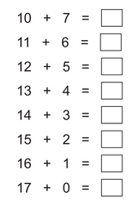 10 + 7 = □
11 + 6 = □
12 + 5 = □
13 + 4 = □
14 + 3 = □
15 + 2 = □
16 + 1 = □
17 + 0 = □